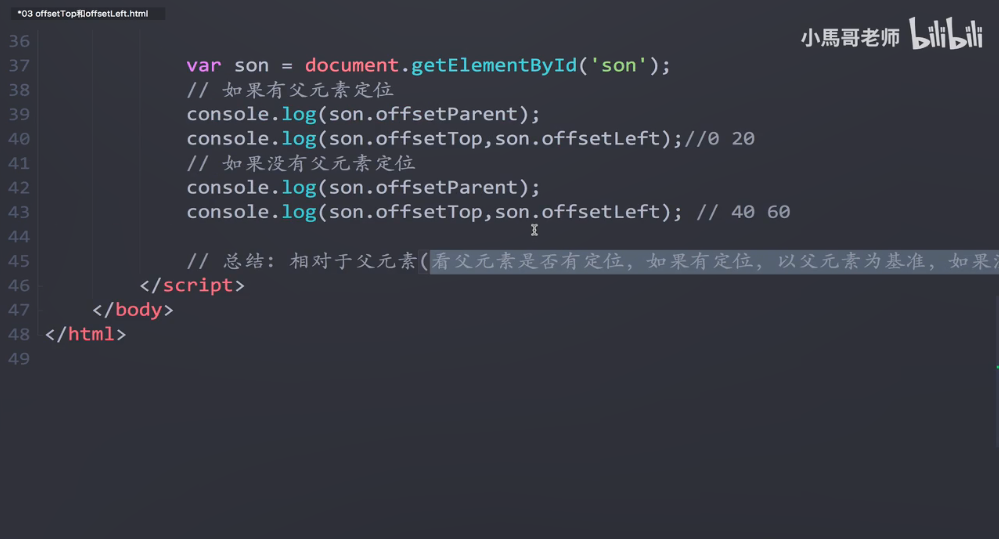 *03 offsetTop和offsetLeft.html
小馬哥老师 bilibili
36
37 var son = document.getElementById('son');
38 // 如果有父元素定位
39 console.log(son.offsetParent);
40 console.log(son.offsetTop,son.offsetLeft);//0 20
41 // 如果没有父元素定位
42 console.log(son.offsetParent);
43 console.log(son.offsetTop,son.offsetLeft); // 40 60
44
45 // 总结: 相对于父元素(看父元素是否有定位, 如果有定位, 以父元素为基准, 如果
46 </script>
47 </body>
48 </html>
49